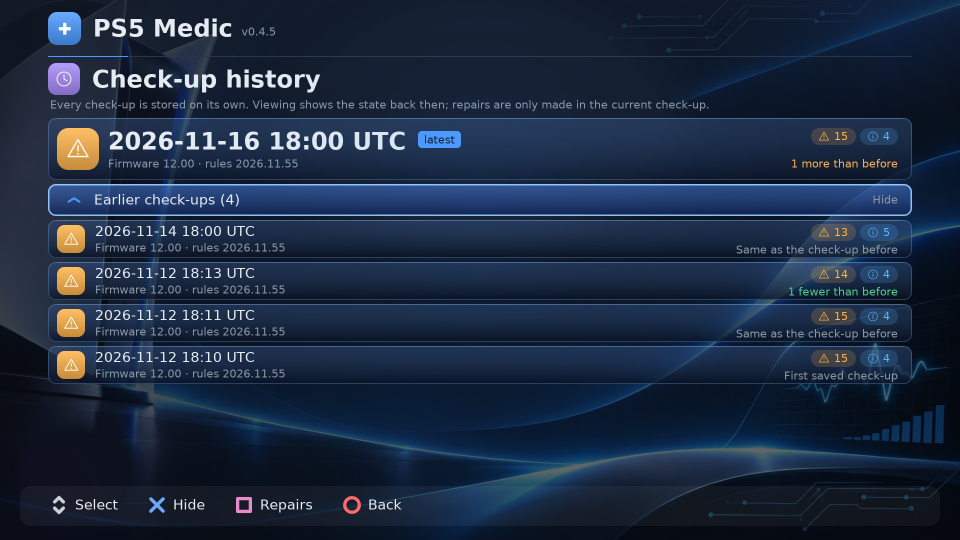 PS5 Medic v0.4.5
Check-up history
Every check-up is stored on its own. Viewing shows the state back then; repairs are only made in the current check-up.
2026-11-16 18:00 UTC latest 15 4
Firmware 12.00 · rules 2026.11.55 1 more than before
Earlier check-ups (4) Hide
2026-11-14 18:00 UTC 13 5
Firmware 12.00 · rules 2026.11.55 Same as the check-up before
2026-11-12 18:13 UTC 14 4
Firmware 12.00 · rules 2026.11.55 1 fewer than before
2026-11-12 18:11 UTC 15 4
Firmware 12.00 · rules 2026.11.55 Same as the check-up before
2026-11-12 18:10 UTC 15 4
Firmware 12.00 · rules 2026.11.55 First saved check-up
Select Hide Repairs Back